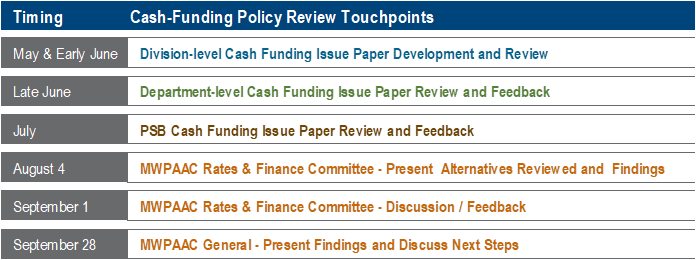 Timing Cash-Funding Policy Review Touchpoints
May & Early June Division-level Cash Funding Issue Paper Development and Review
Late June Department-level Cash Funding Issue Paper Review and Feedback
July PSB Cash Funding Issue Paper Review and Feedback
August 4 MWPAAC Rates & Finance Committee - Present Alternatives Reviewed and Findings
September 1 MWPAAC Rates & Finance Committee - Discussion / Feedback
September 28 MWPAAC General - Present Findings and Discuss Next Steps